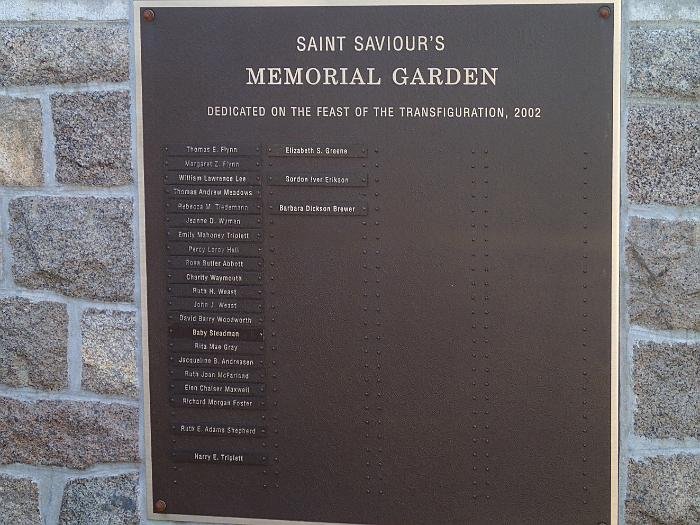 SAINT SAVIOUR'S
MEMORIAL GARDEN
DEDICATED ON THE FEAST OF THE TRANSFIGURATION, 2002
Thomas E. Flynn
Margaret Z. Flynn
William Lawrence Lee
Thomas Andrew Meadows
Rebecca M. Tiedemann
Jeanne D. Wyman
Emily Mahoney Triplett
Percy Leroy Hall
Rosa Butler Abbott
Charity Waymouth
Ruth H. Weast
John J. Weast
David Barry Woodworth
Baby Steadman
Rita Mae Gray
Jacqueline B. Andreasen
Ruth Joan McFarland
Elen Chaiser Maxwell
Richard Morgan Foster
Ruth E. Adams Shepherd
Harry E. Triplett
Elizabeth S. Greene
Gordon Iver Erikson
Barbara Dickson Brewer